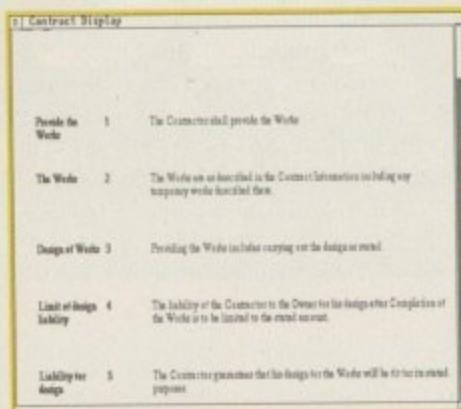 Contract Display
Provide the Works 1 The Contractor shall provide the Works
The Works 2 The Works are as described in the Contract Information including any
temporary works described there.
Design of Works 3 Providing the Works includes carrying out the design as stated.
Limit of design liability 4 The liability of the Contractor to the Owner for his design after Completion of
the Works is to be limited to the stated amount.
Liability for design 5 The Contractor guarantees that his design for the Works will be fit for its stated
purposes